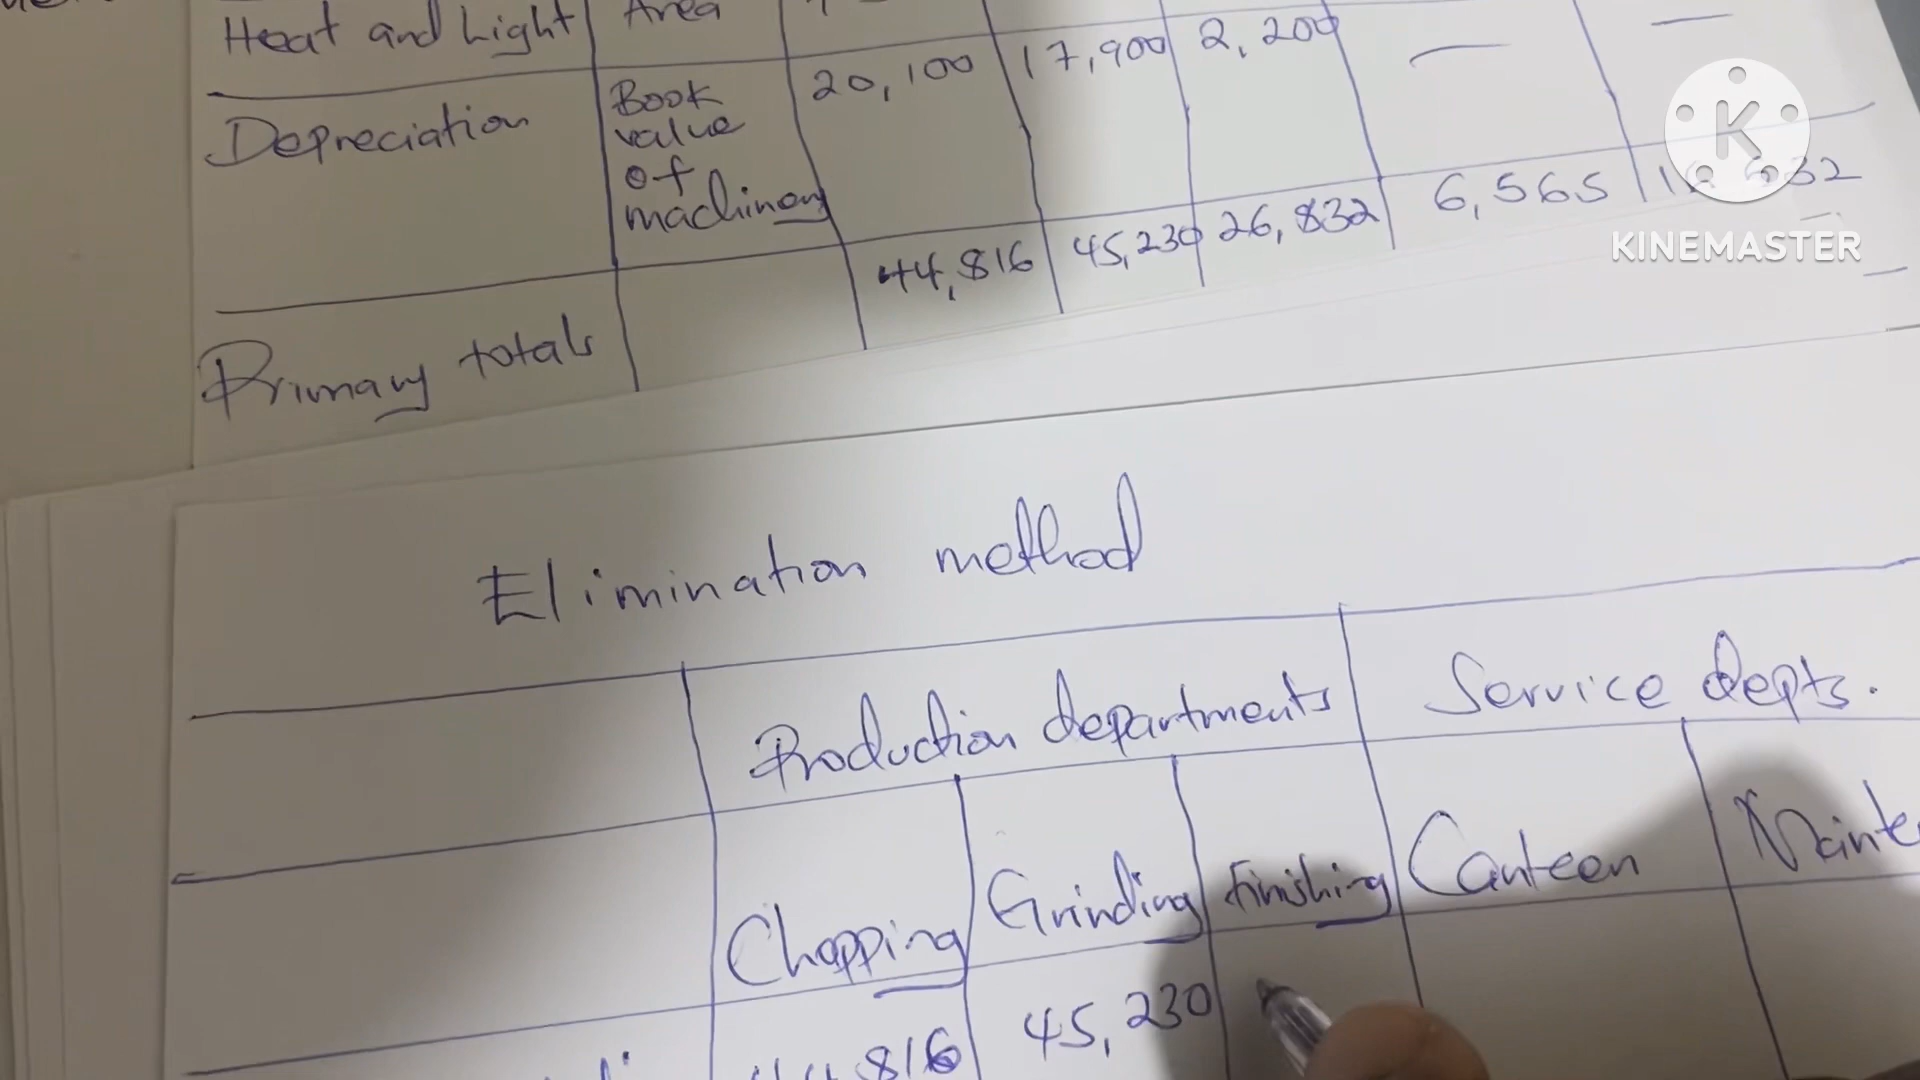 Heat and Light Area
Depreciation Book value of machinery 20,100 17,900 2,200 — —
Primary totals 44,816 45,230 26,832 6,565
K
KINEMASTER
Elimination method
Production departments Service depts.
Chopping Grinding Finishing Canteen Mainte
45,230